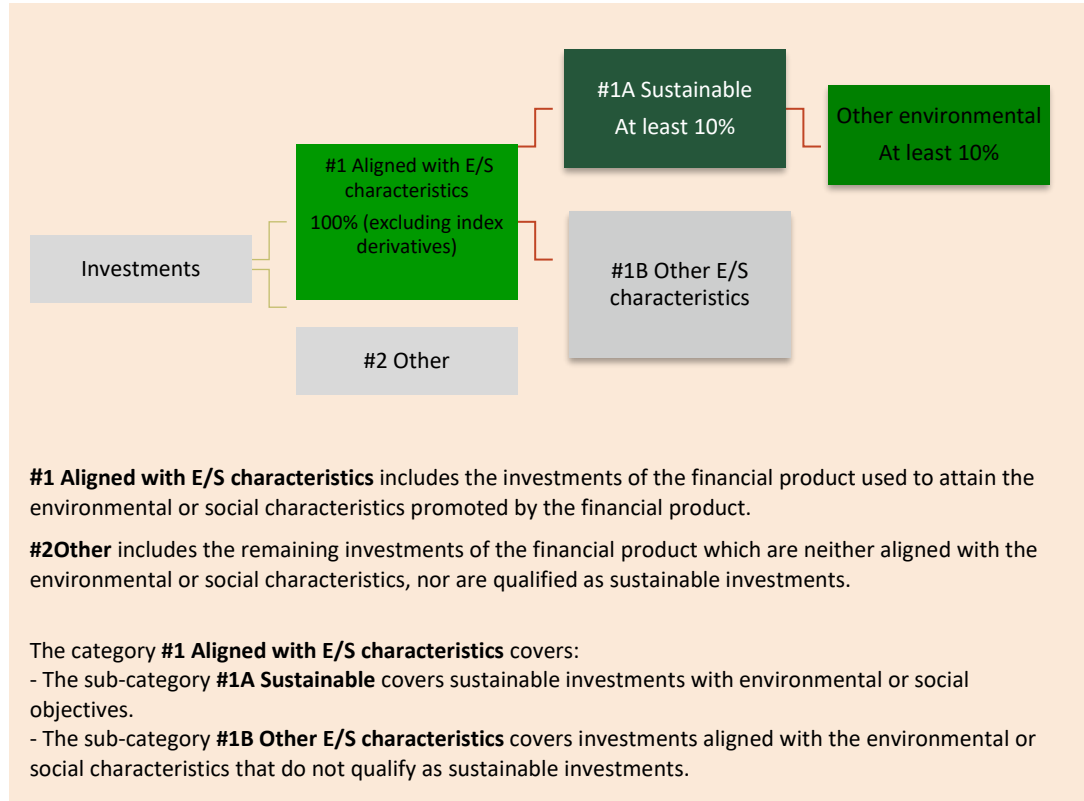 #1A Sustainable
At least 10%
Other environmental
At least 10%
#1 Aligned with E/S
characteristics
100% (excluding index
derivatives)
Investments
#1B Other E/S
characteristics
#2 Other
#1 Aligned with E/S characteristics includes the investments of the financial product used to attain the
environmental or social characteristics promoted by the financial product.
#2Other includes the remaining investments of the financial product which are neither aligned with the
environmental or social characteristics, nor are qualified as sustainable investments.
The category #1 Aligned with E/S characteristics covers:
- The sub-category #1A Sustainable covers sustainable investments with environmental or social
objectives.
- The sub-category #1B Other E/S characteristics covers investments aligned with the environmental or
social characteristics that do not qualify as sustainable investments.